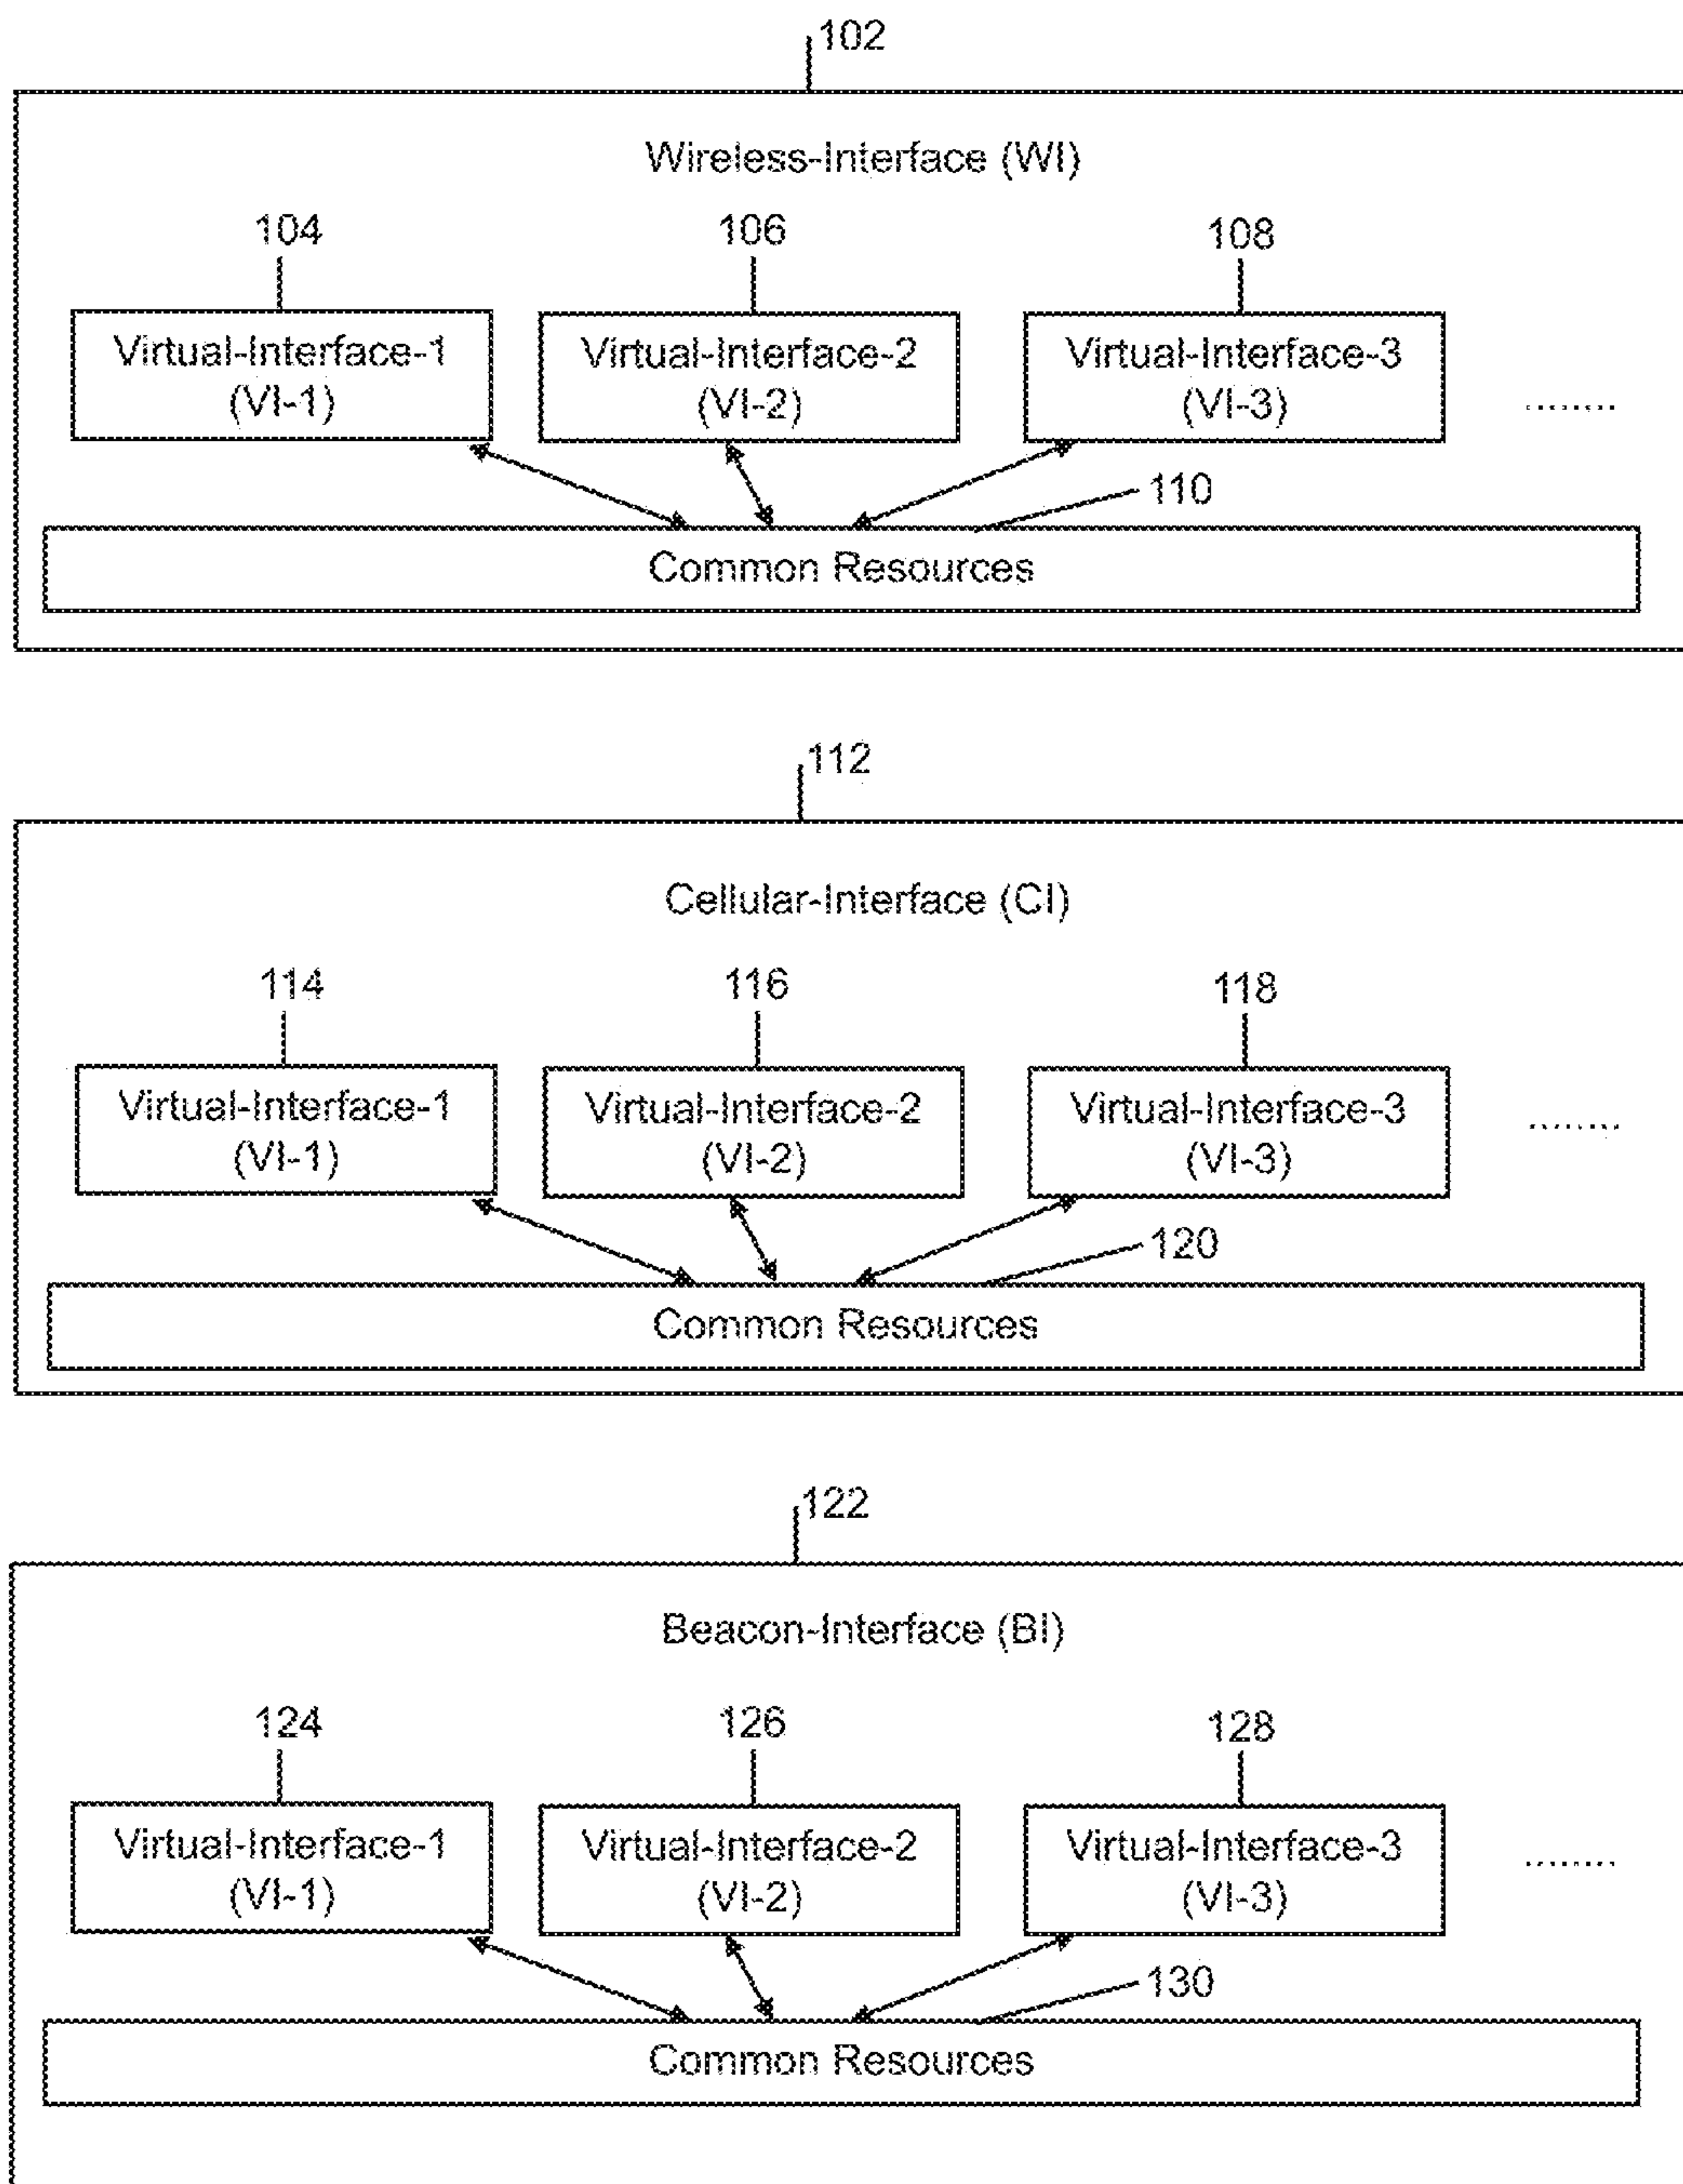 102
Wireless-Interface (WI)
104
106
108
Virtual-Interface-1
(VI-1)
Virtual-Interface-2
(VI-2)
Virtual-Interface-3
(VI-3)
........
110
Common Resources
112
Cellular-Interface (CI)
114
116
118
Virtual-Interface-1
(VI-1)
Virtual-Interface-2
(VI-2)
Virtual-Interface-3
(VI-3)
........
120
Common Resources
122
Beacon-Interface (BI)
124
126
128
Virtual-Interface-1
(VI-1)
Virtual-Interface-2
(VI-2)
Virtual-Interface-3
(VI-3)
........
130
Common Resources